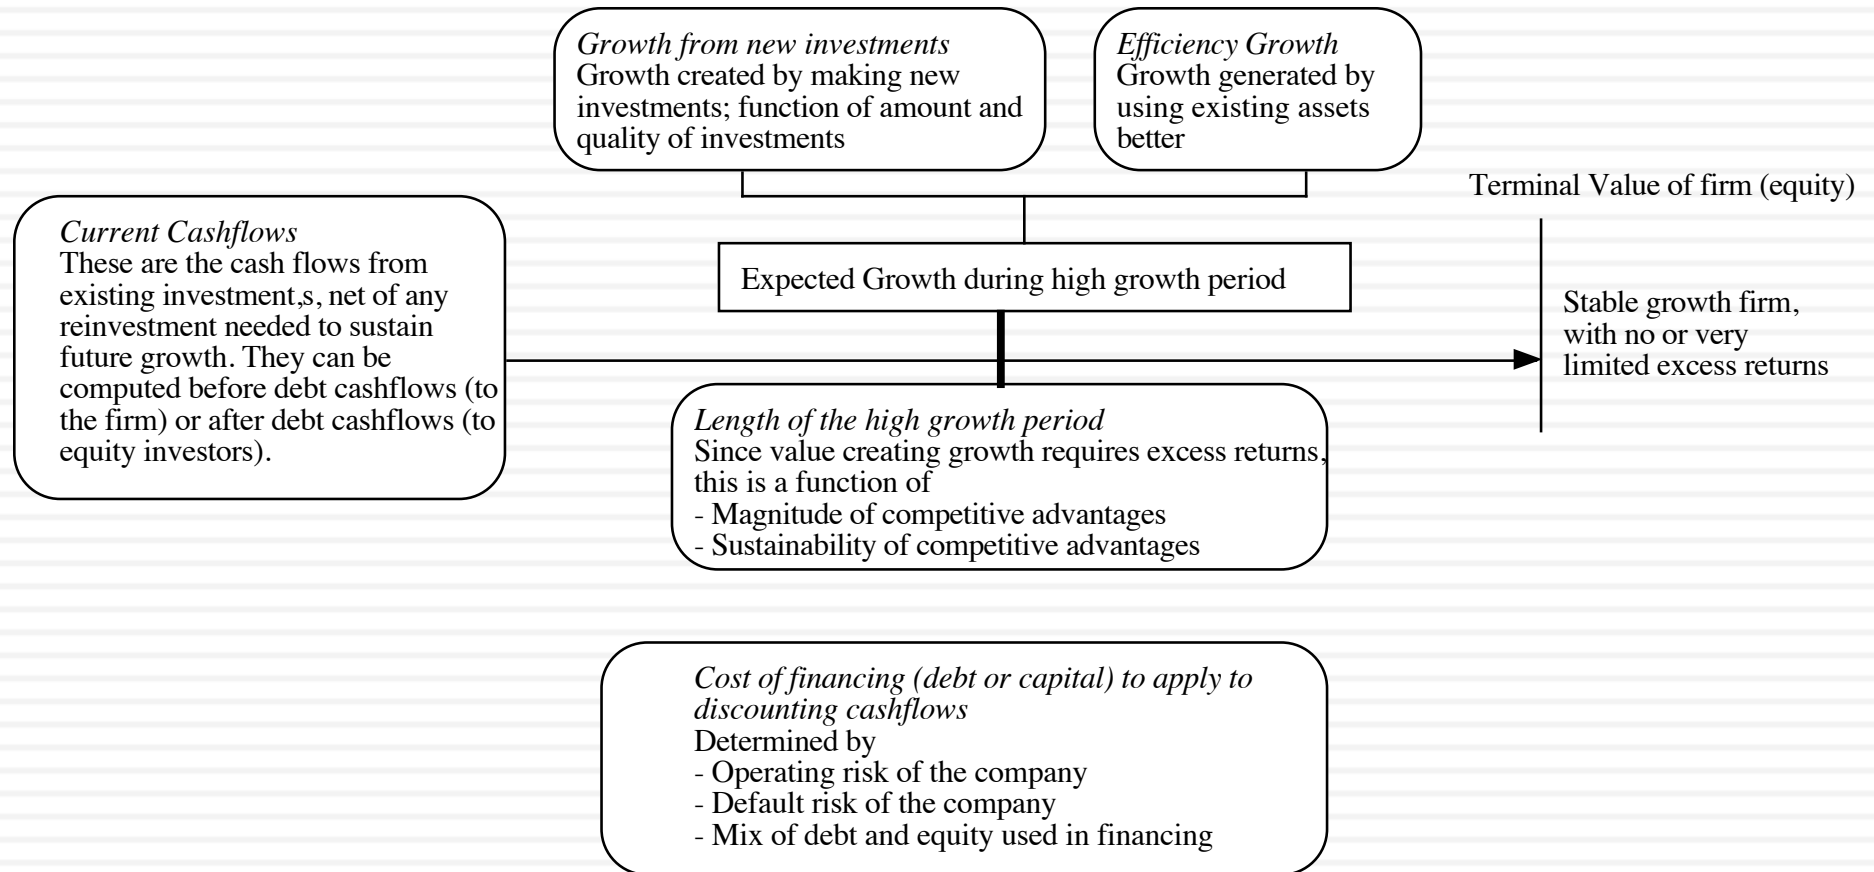 Growth from new investments
Growth created by making new
investments; function of amount and
quality of investments
Efficiency Growth
Growth generated by
using existing assets
better
Terminal Value of firm (equity)
Current Cashflows
These are the cash flows from
existing investment,s, net of any
reinvestment needed to sustain
future growth. They can be
computed before debt cashflows (to
the firm) or after debt cashflows (to
equity investors).
Expected Growth during high growth period
Stable growth firm,
with no or very
limited excess returns
Length of the high growth period
Since value creating growth requires excess returns,
this is a function of
- Magnitude of competitive advantages
- Sustainability of competitive advantages
Cost of financing (debt or capital) to apply to
discounting cashflows
Determined by
- Operating risk of the company
- Default risk of the company
- Mix of debt and equity used in financing